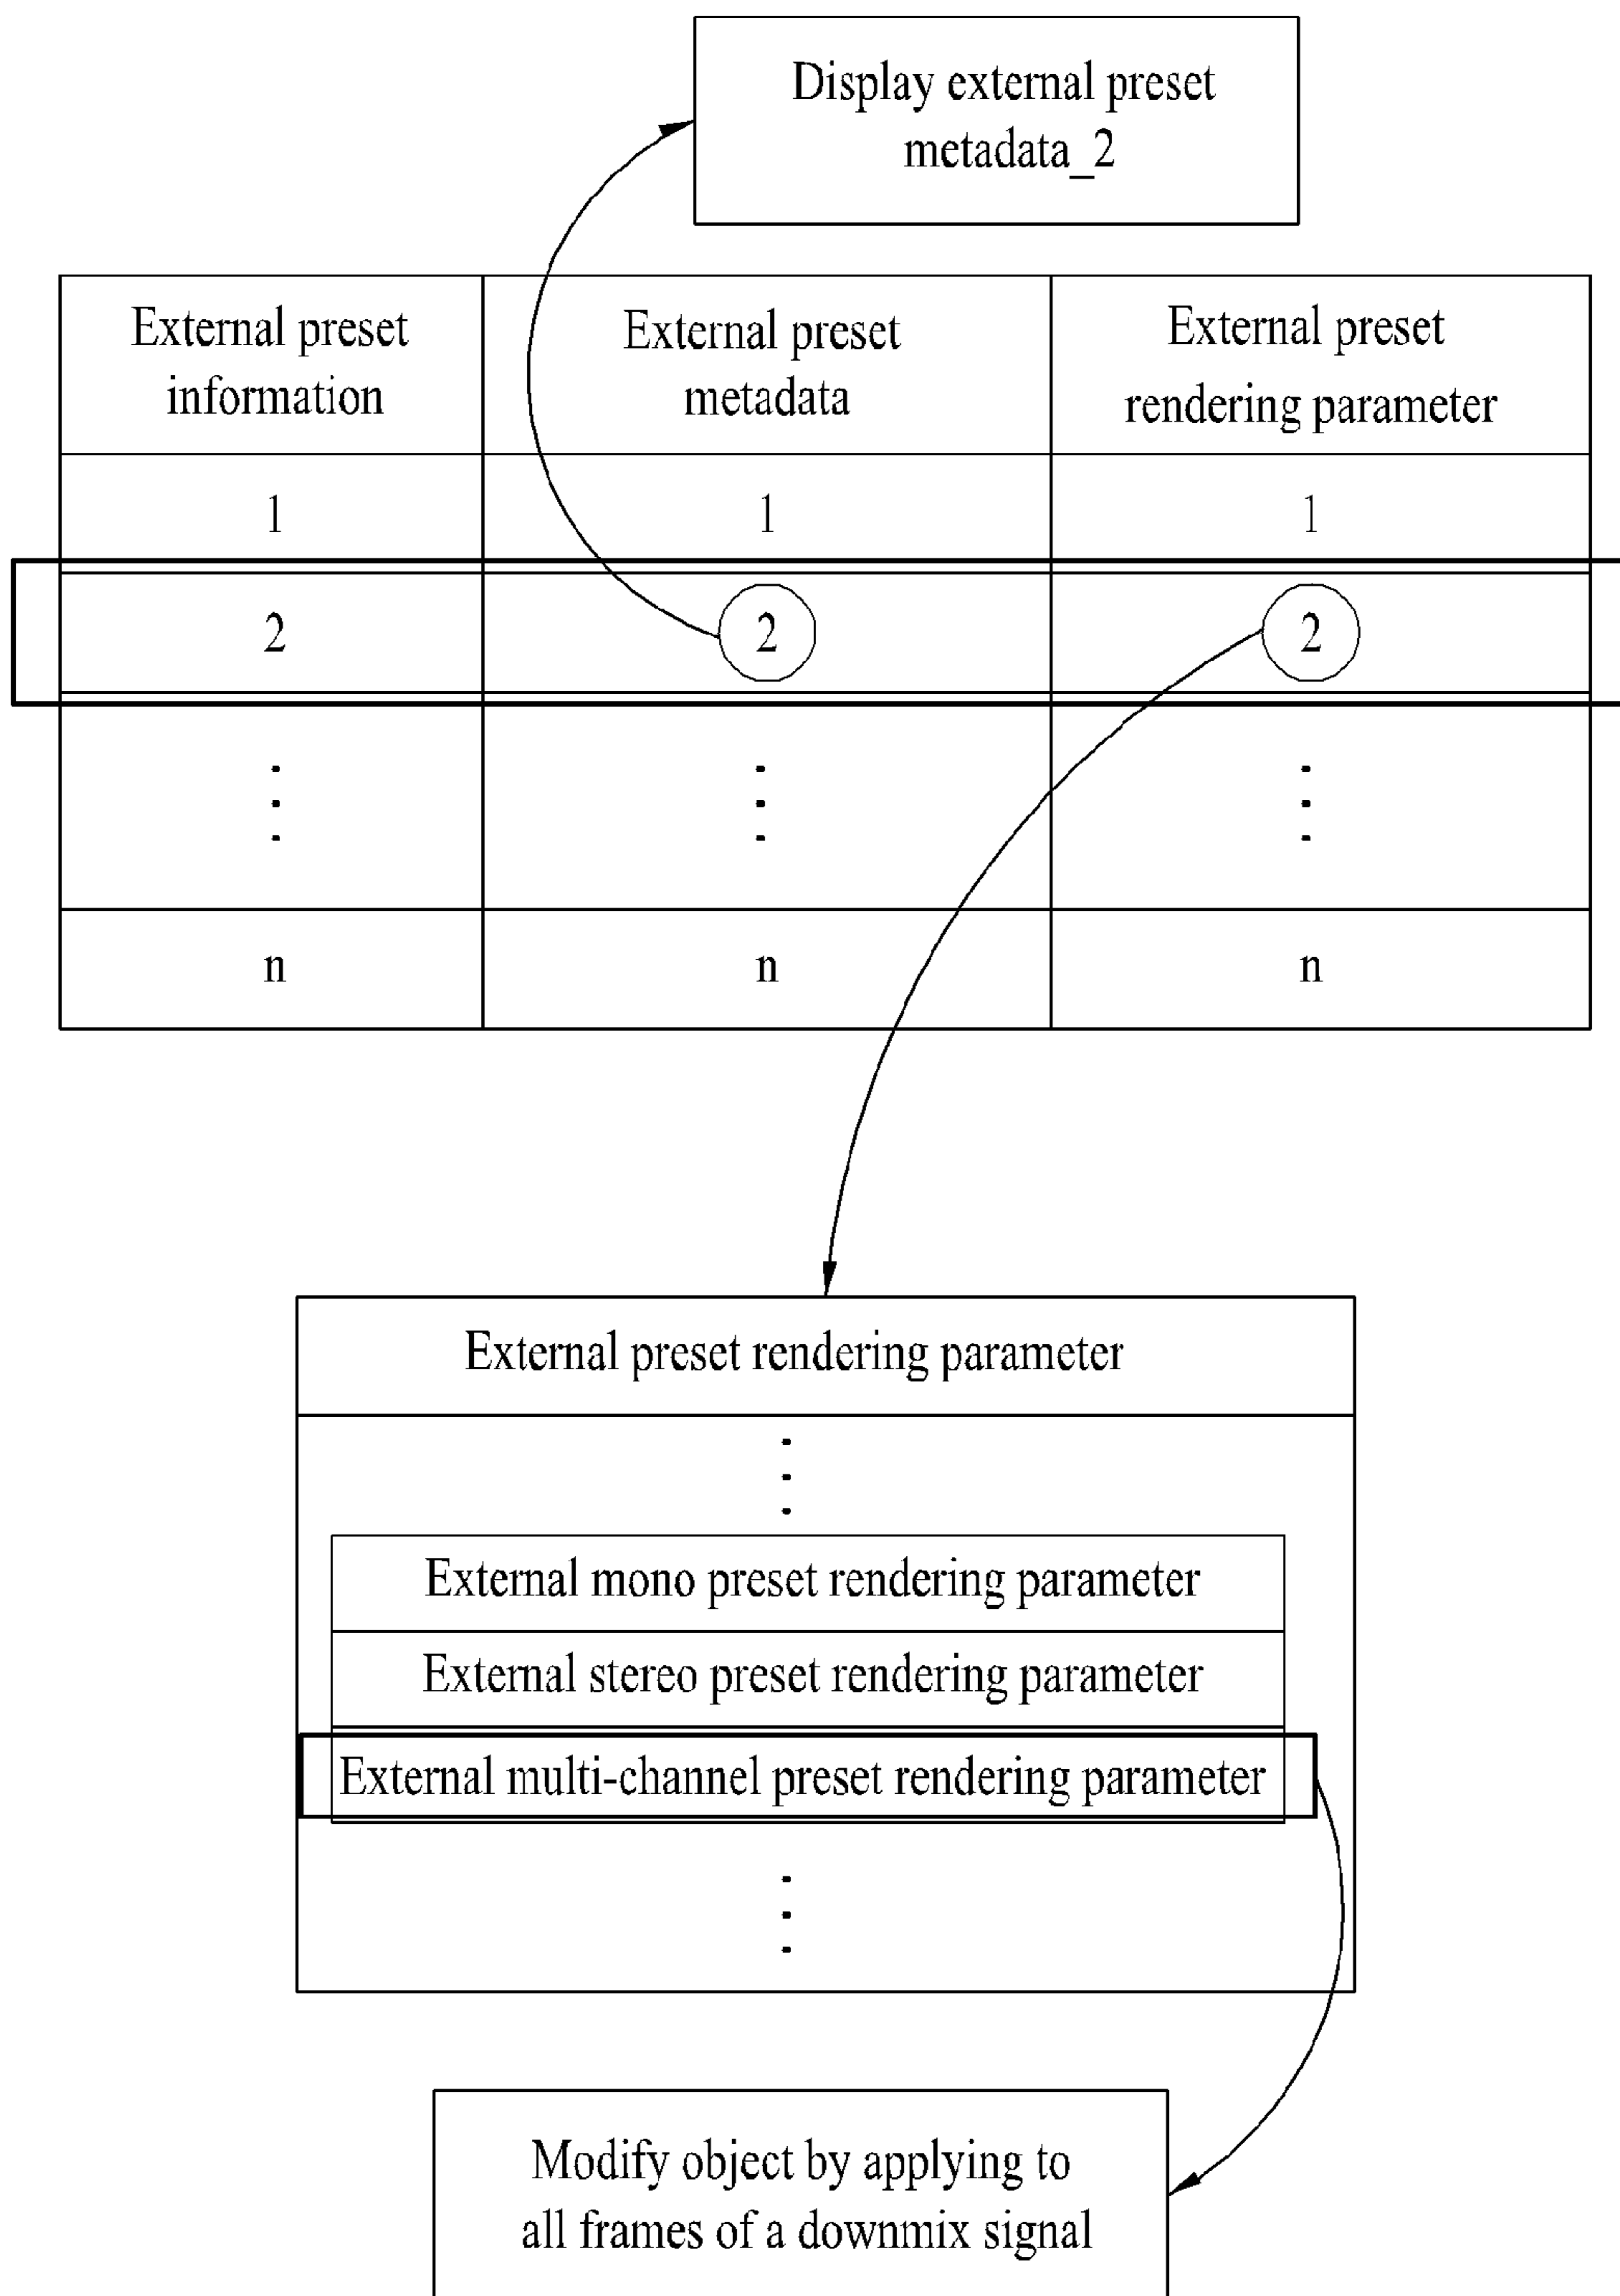 Display external preset
metadata_2
External preset
information
External preset
metadata
External preset
rendering parameter
1
1
1
2
2
2
n
n
n
External preset rendering parameter
External mono preset rendering parameter
External stereo preset rendering parameter
External multi-channel preset rendering parameter
Modify object by applying to
all frames of a downmix signal